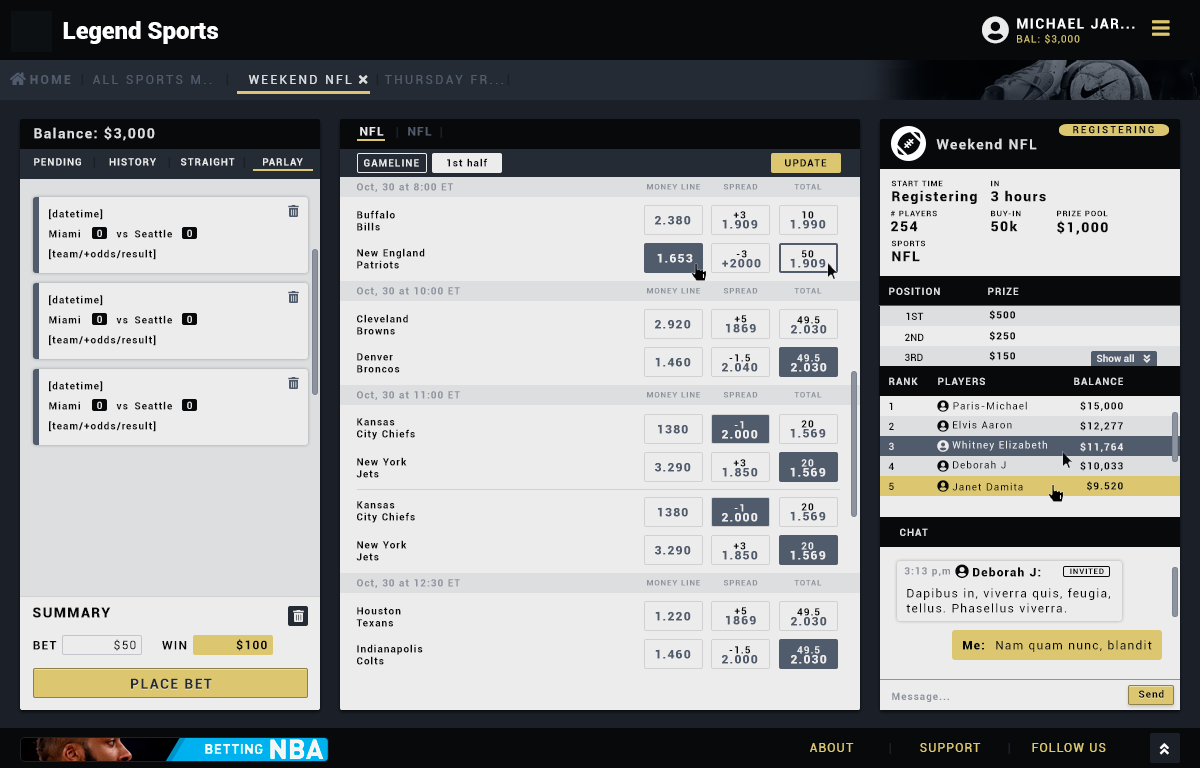 Legend Sports
MICHAEL JAR...
BAL: $3,000
HOME
ALL SPORTS M..
WEEKEND NFL
THURSDAY FR...
Balance: $3,000
PENDING
HISTORY
STRAIGHT
PARLAY
[datetime]
Miami 0 vs Seattle 0
[team/+odds/result]
[datetime]
Miami 0 vs Seattle 0
[team/+odds/result]
[datetime]
Miami 0 vs Seattle 0
[team/+odds/result]
SUMMARY
BET $50 WIN $100
PLACE BET
NFL NFL
GAMELINE 1st half UPDATE
Oct, 30 at 8:00 ET MONEY LINE SPREAD TOTAL
Buffalo +3 10
Bills 2.380 1.909 1.990
New England -3 50
Patriots 1.653 +2000 1.909
Oct, 30 at 10:00 ET MONEY LINE SPREAD TOTAL
Cleveland +5 49.5
Browns 2.920 1869 2.030
Denver -1.5 49.5
Broncos 1.460 2.040 2.030
Oct, 30 at 11:00 ET MONEY LINE SPREAD TOTAL
Kansas -1 20
City Chiefs 1380 2.000 1.569
New York +3 20
Jets 3.290 1.850 1.569
Kansas -1 20
City Chiefs 1380 2.000 1.569
New York +3 20
Jets 3.290 1.850 1.569
Oct, 30 at 12:30 ET MONEY LINE SPREAD TOTAL
Houston +5 49.5
Texans 1.220 1869 2.030
Indianapolis -1.5 49.5
Colts 1.460 2.000 2.030
REGISTERING
Weekend NFL
START TIME IN
Registering 3 hours
# PLAYERS BUY-IN PRIZE POOL
254 50k $1,000
SPORTS
NFL
POSITION PRIZE
1ST $500
2ND $250
3RD $150
Show all
RANK PLAYERS BALANCE
1 Paris-Michael $15,000
2 Elvis Aaron $12,277
3 Whitney Elizabeth $11,764
4 Deborah J $10,033
5 Janet Damita $9.520
CHAT
3:13 p,m Deborah J: INVITED
Dapibus in, viverra quis, feugia,
tellus. Phasellus viverra.
Me: Nam quam nunc, blandit
Message...
Send
BETTING NBA
ABOUT
SUPPORT
FOLLOW US